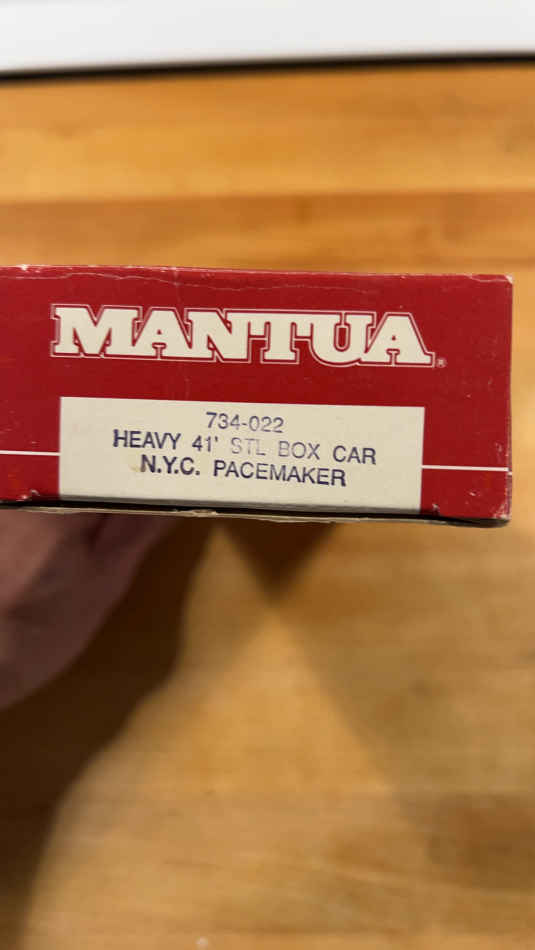 MANTUA®
734-022
HEAVY 41' STL BOX CAR
N.Y.C. PACEMAKER